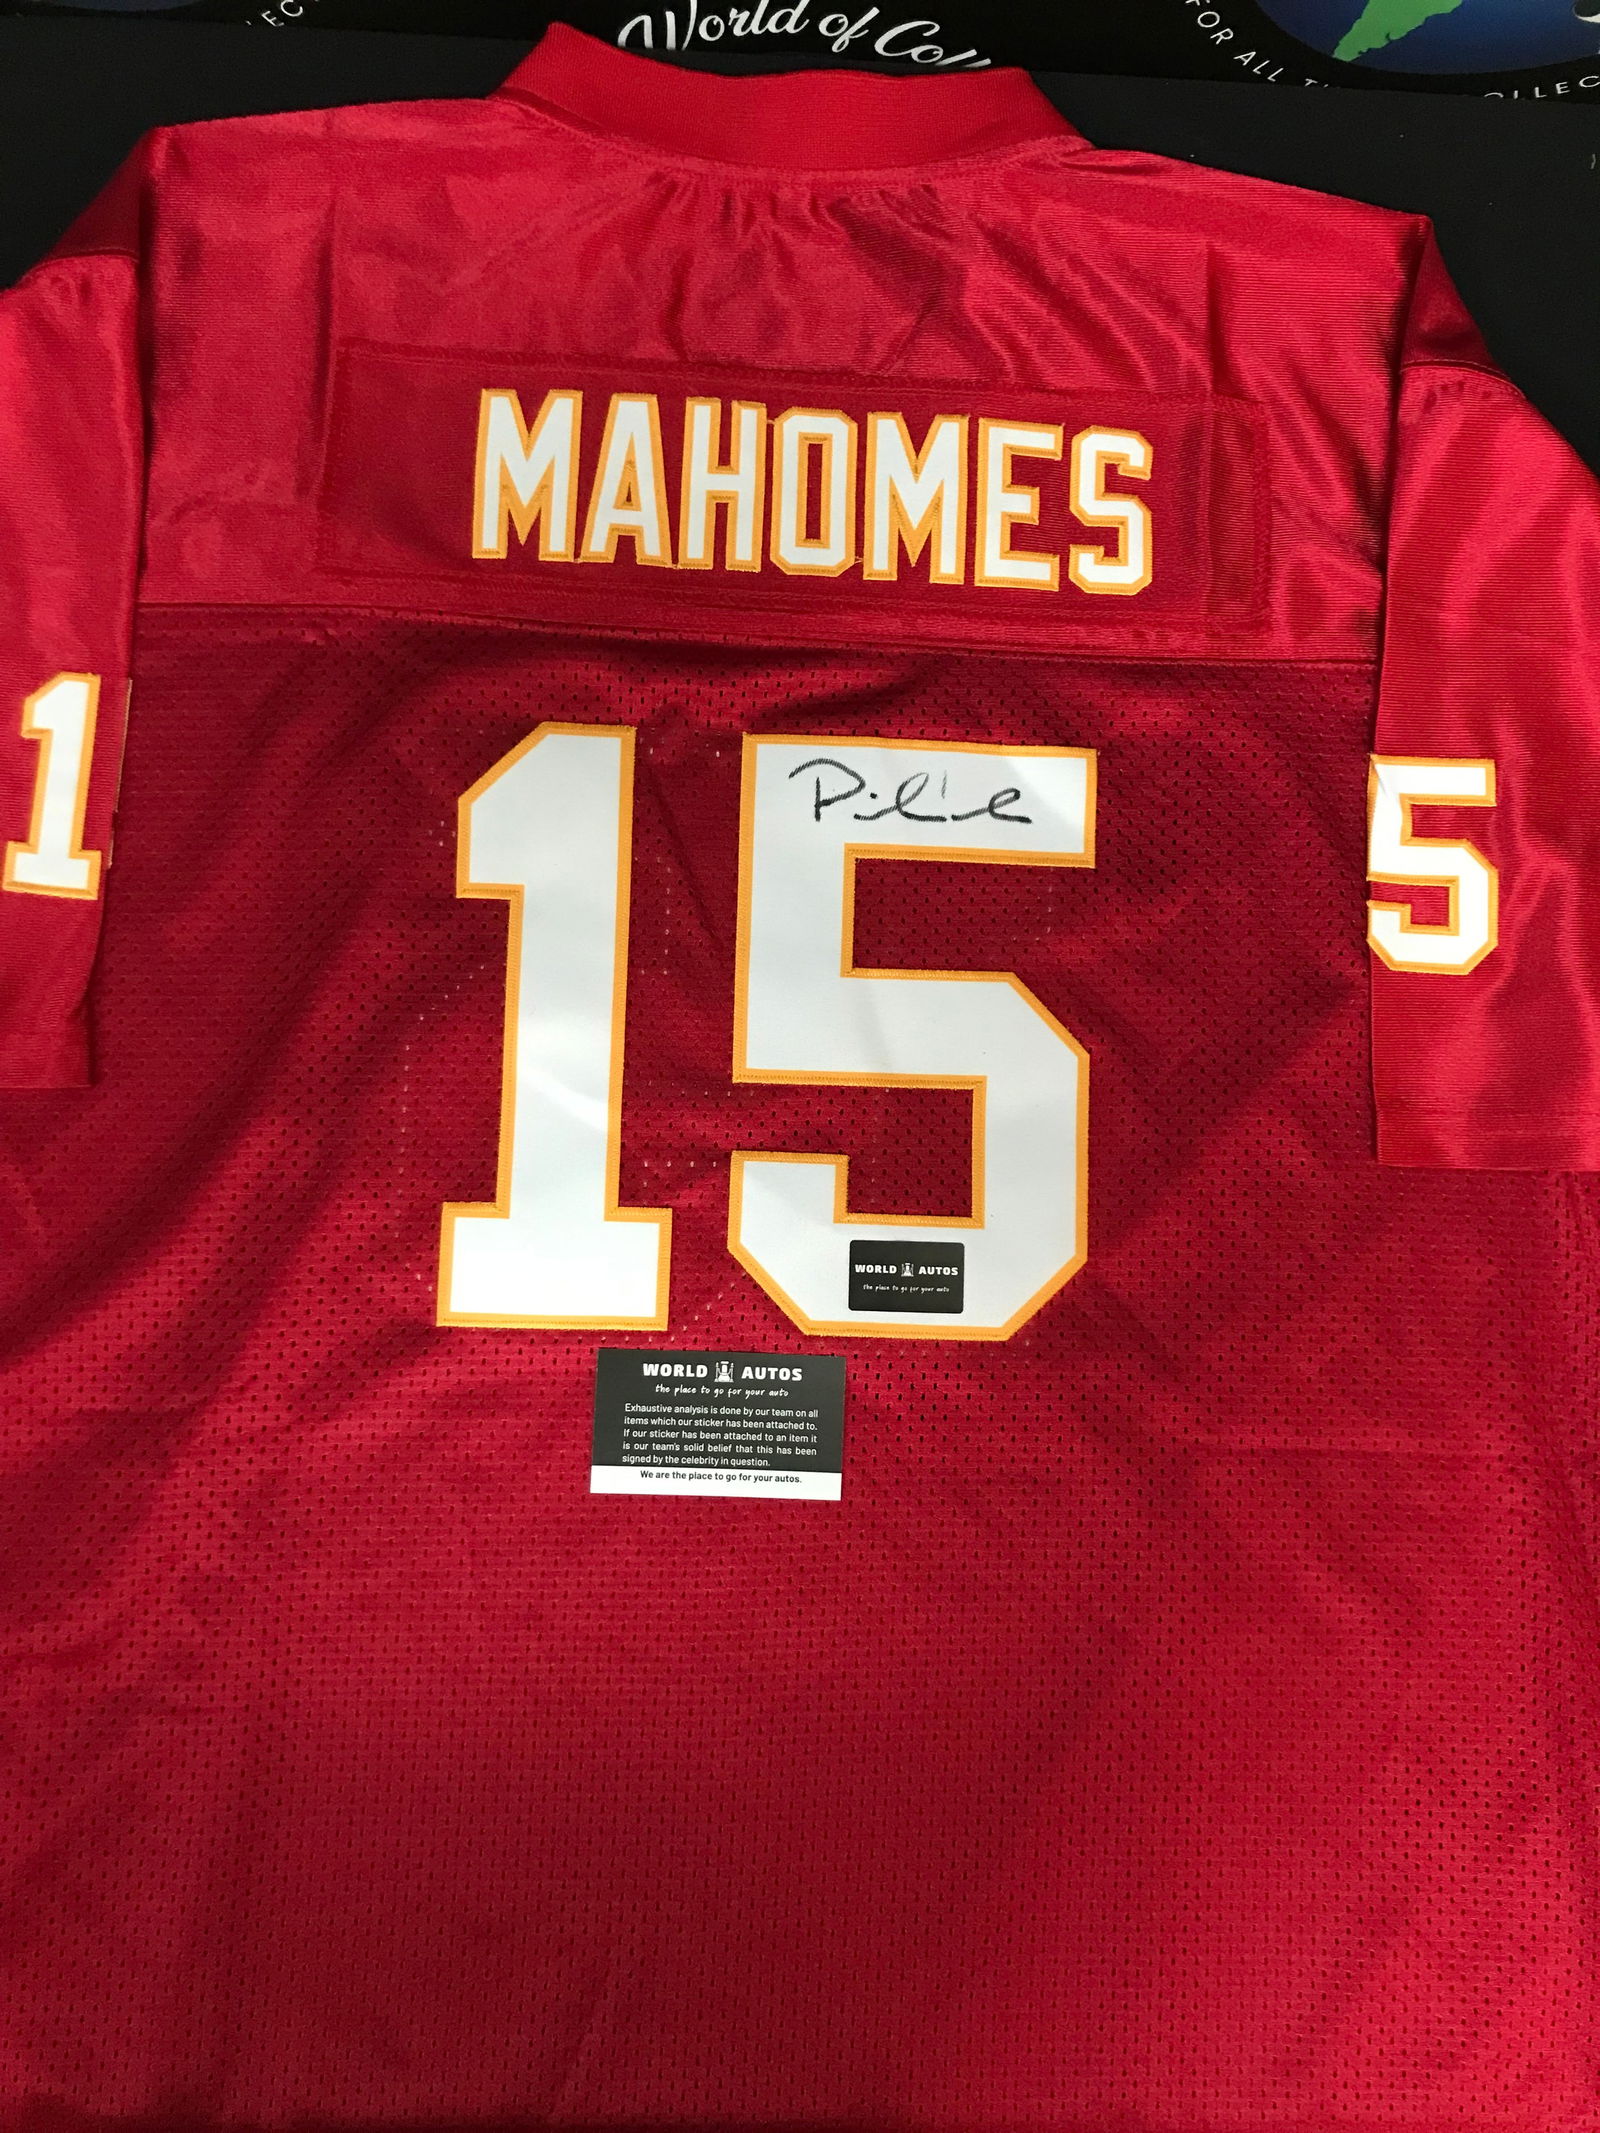 World of Coll
FOR ALL
MAHOMES
1
15
5
WORLD AUTOS
the place to go for your auto
WORLD AUTOS
the place to go for your auto
Exhaustive analysis is done by our team on all
items which our sticker has been attached to.
If our sticker has been attached to an item it
is our team's solid belief that this has been
signed by the celebrity in question.
We are the place to go for your autos.